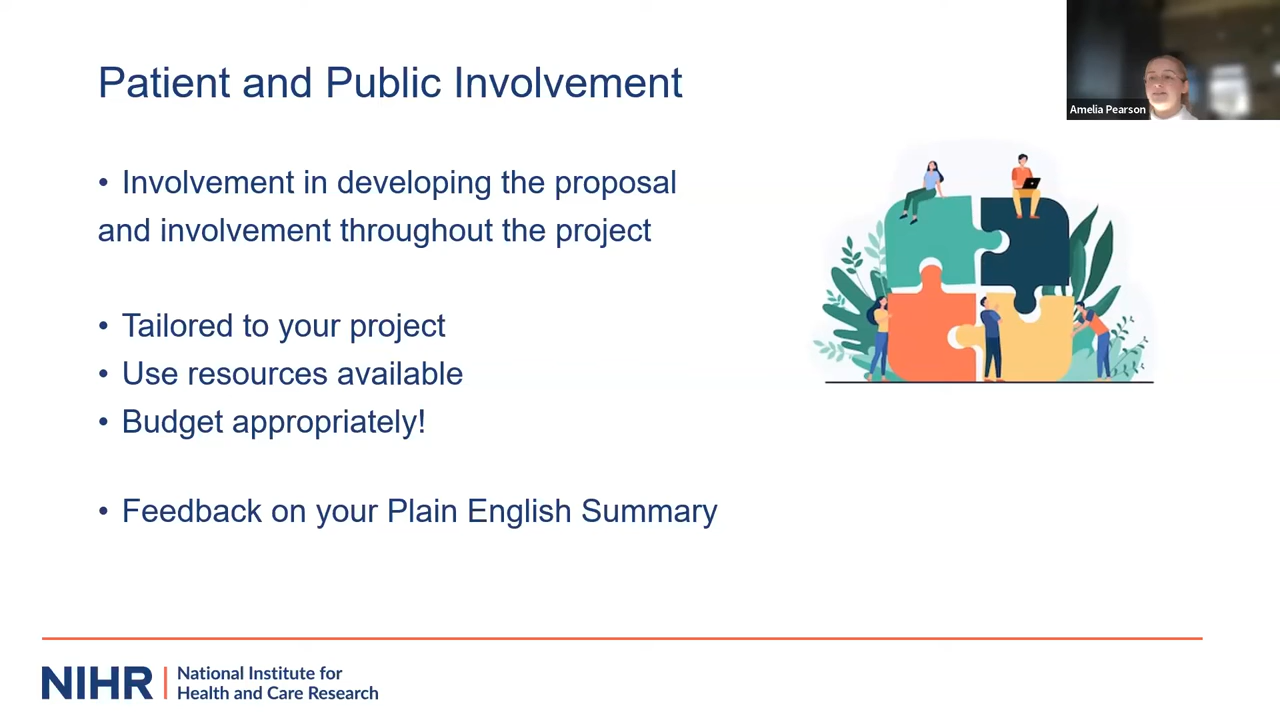 Patient and Public Involvement
Amelia Pearson
• Involvement in developing the proposal
and involvement throughout the project
• Tailored to your project
• Use resources available
• Budget appropriately!
• Feedback on your Plain English Summary
NIHR | National Institute for
Health and Care Research